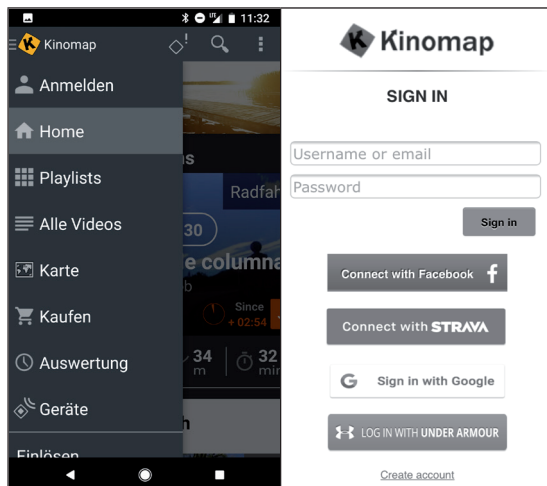 11:32
Kinomap
Anmelden
Home
Playlists
Alle Videos
Karte
Kaufen
Auswertung
Geräte
Einlösen
Radfah
30
e columna
Since
+ 02:54
34
m
32
min
Kinomap
SIGN IN
Username or email
Password
Sign in
Connect with Facebook
Connect with STRAVA
G Sign in with Google
LOG IN WITH UNDER ARMOUR
Create account